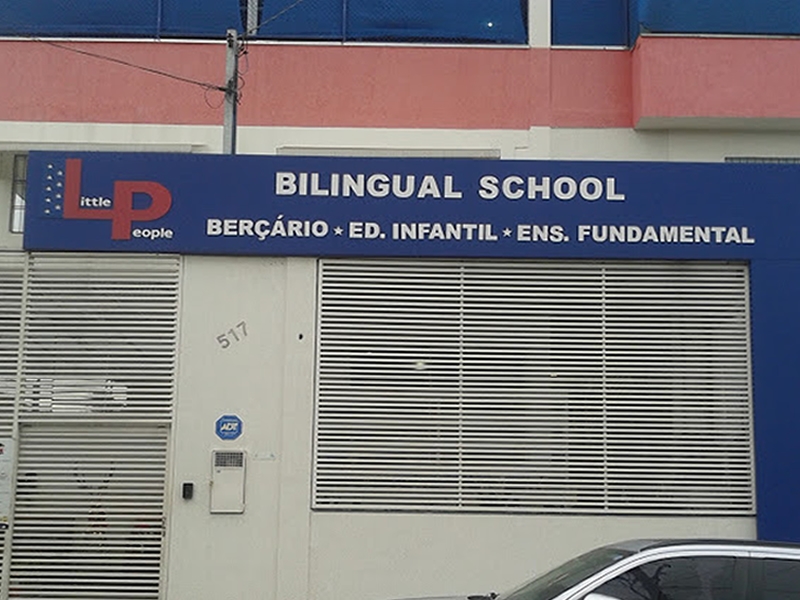 Little People
BILINGUAL SCHOOL
BERÇÁRIO ★ ED. INFANTIL ★ ENS. FUNDAMENTAL
517
ADT